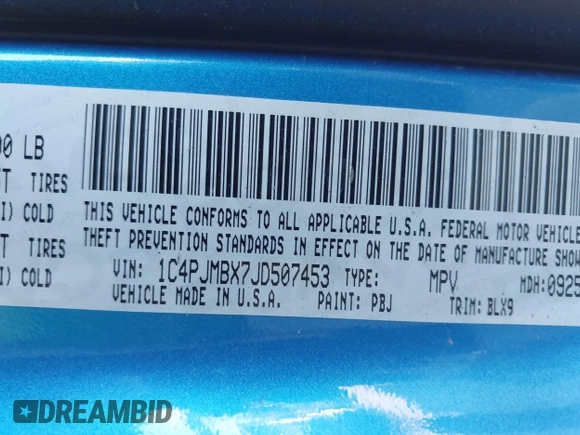 00 LB
TIRES
COLD
THIS VEHICLE CONFORMS TO ALL APPLICABLE U.S.A. FEDERAL MOTOR VEHICLE
TIRES
THEFT PREVENTION STANDARDS IN EFFECT ON THE DATE OF MANUFACTURE SHOW
COLD
VIN: 1C4PJMBX7JD507453 TYPE: MPV MDH:0925
VEHICLE MADE IN U.S.A. PAINT: PBJ TRIM: BLX9
DREAMBID